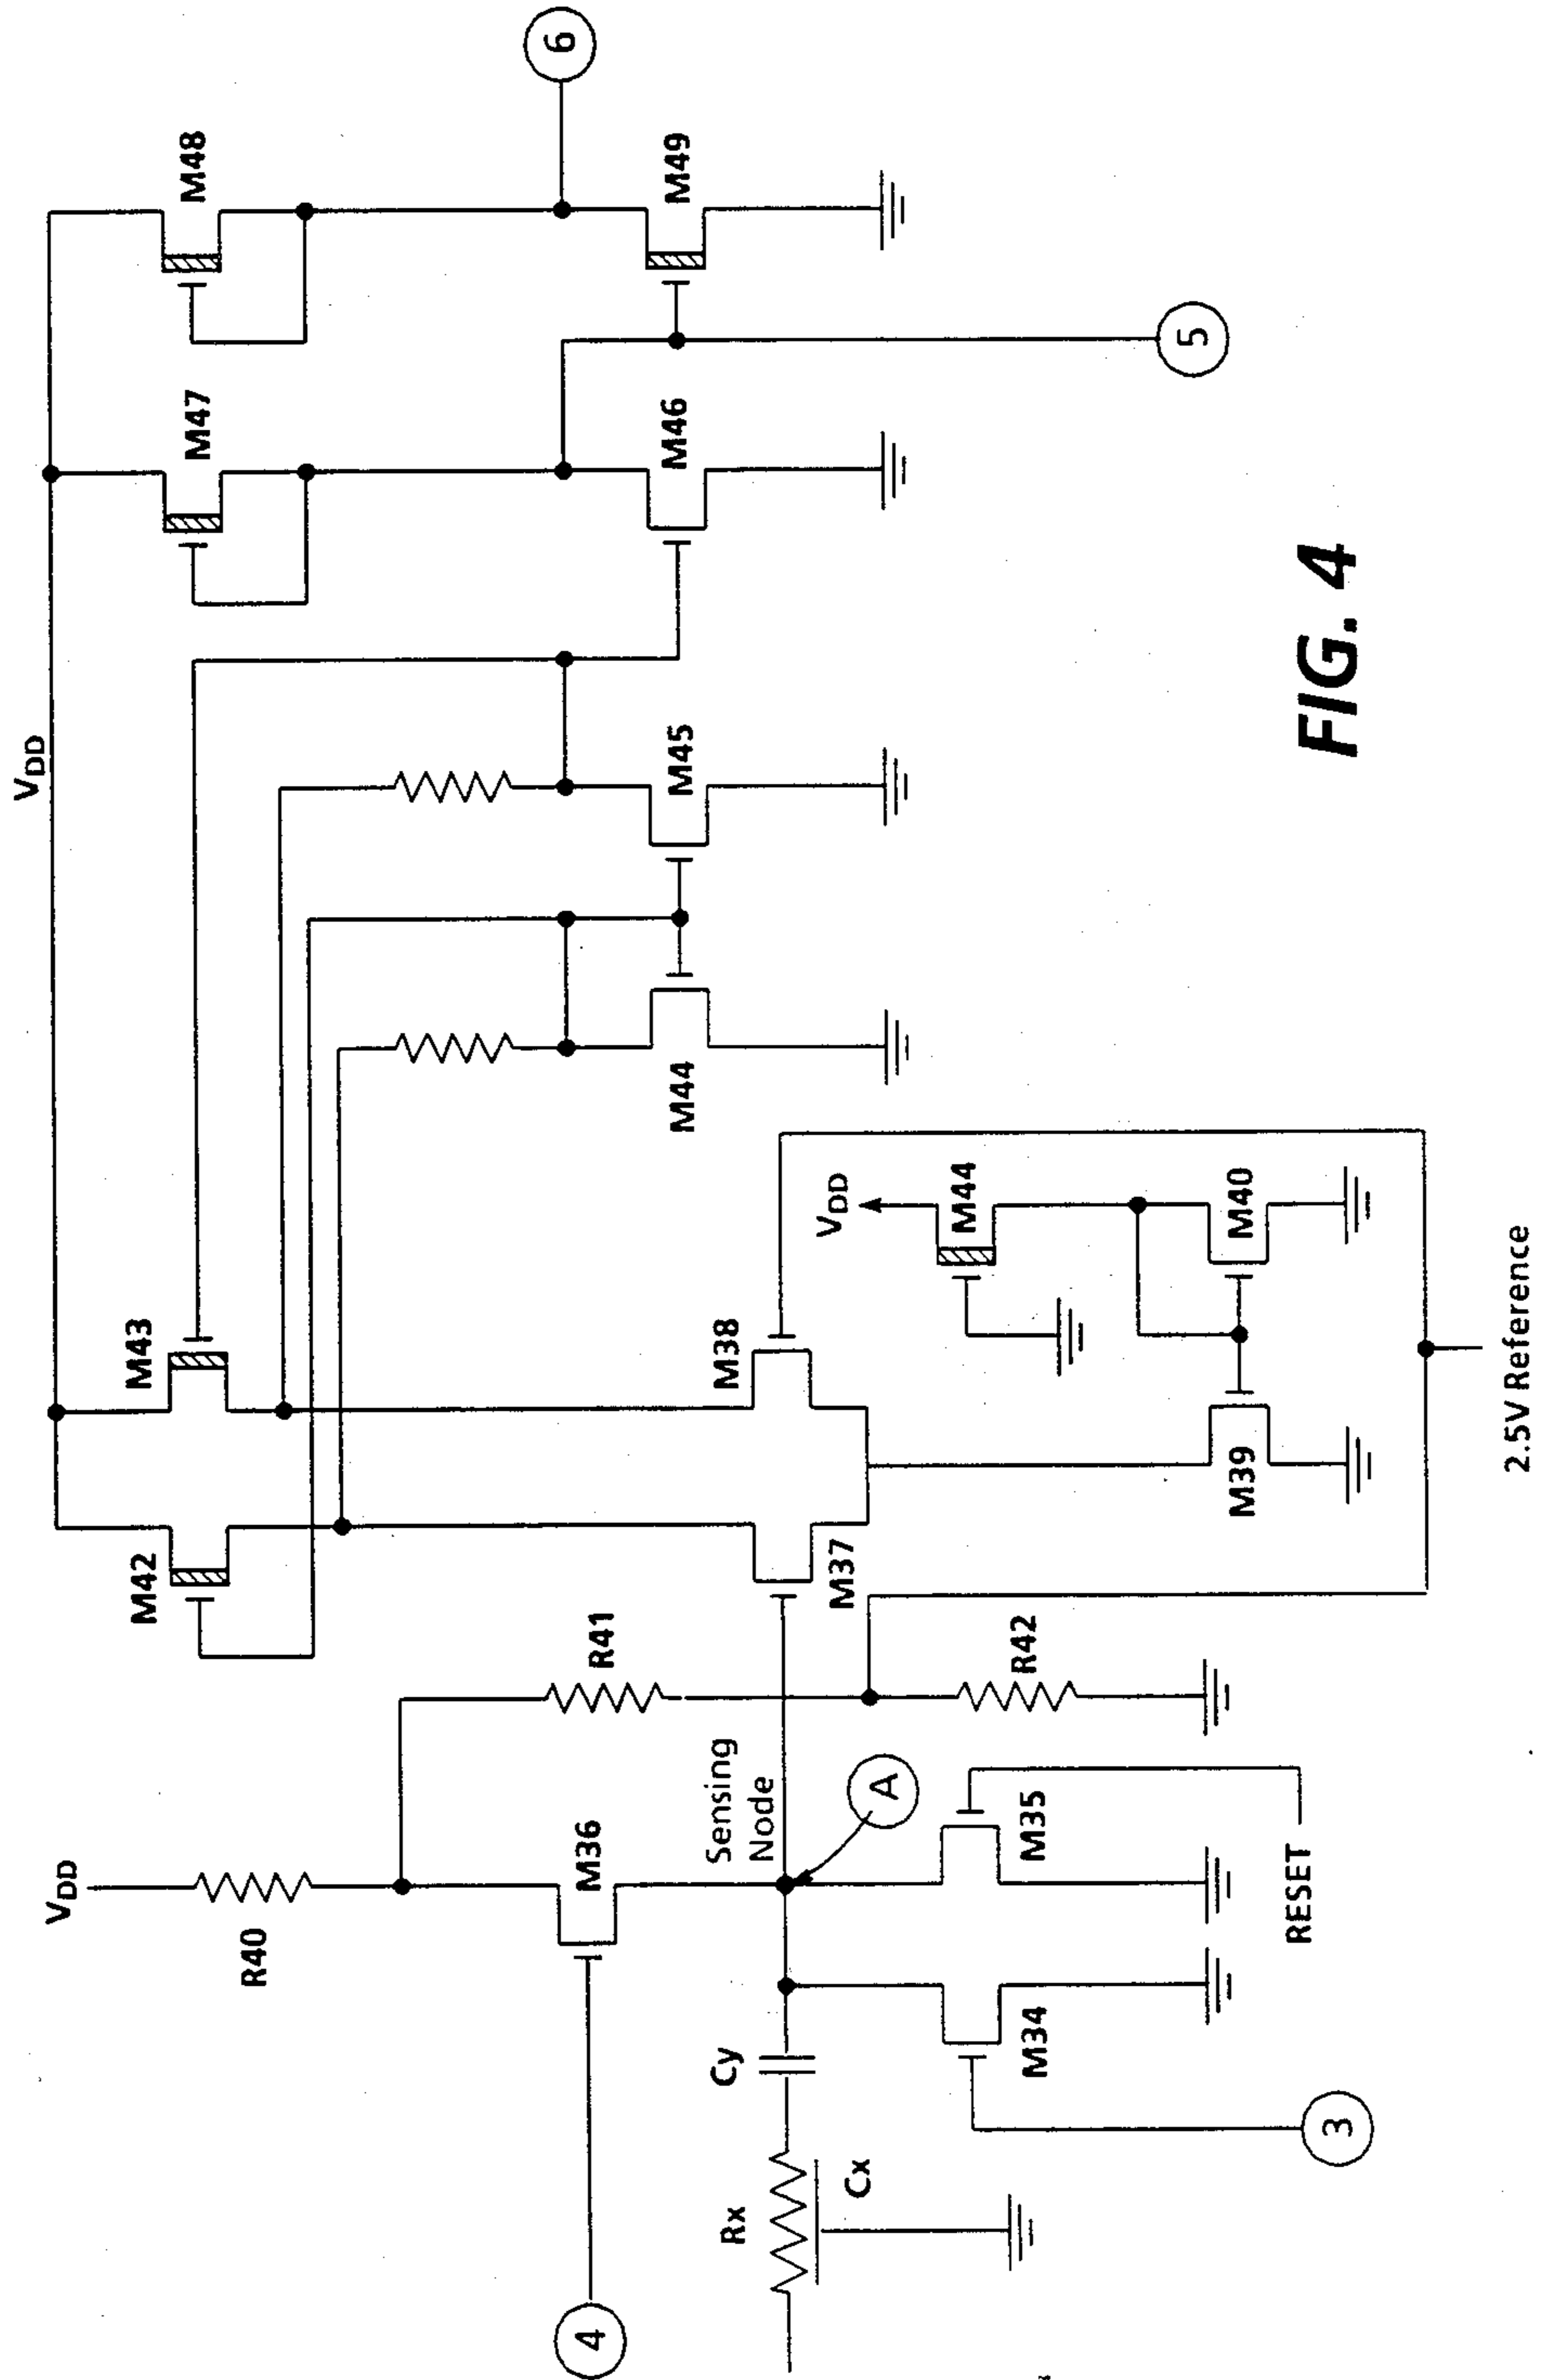 VDD
M48
6
M47
M49
M46
5
M43
M42
M45
M44
M38
M37
VDD
M44
M40
M39
2.5V Reference
VDD
R40
R41
R42
M36
4
Sensing
Node
A
Rx
Cx
Cy
M34
M35
3
RESET
FIG. 4